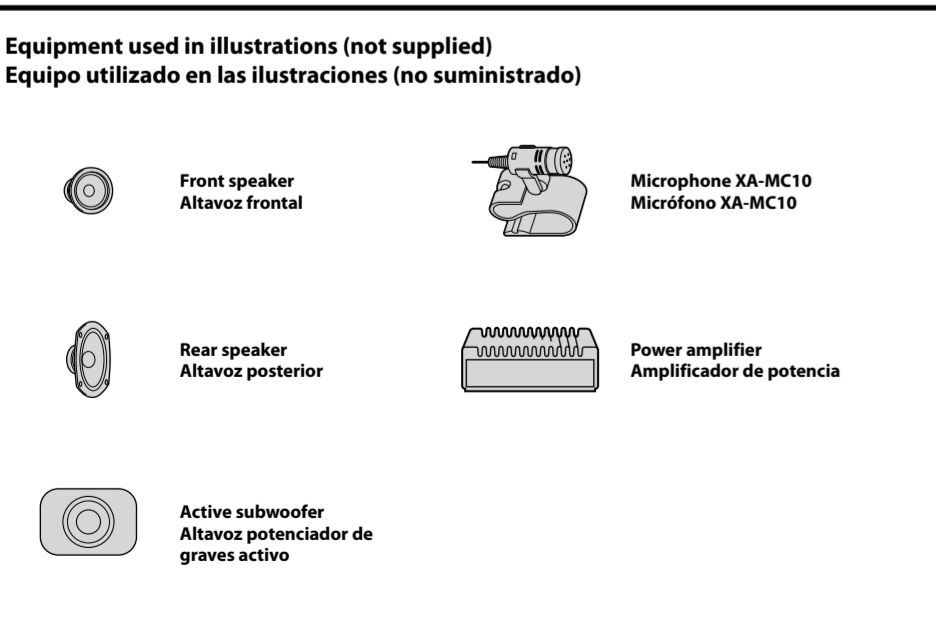 Equipment used in illustrations (not supplied)
Equipo utilizado en las ilustraciones (no suministrado)
Front speaker
Altavoz frontal
Microphone XA-MC10
Micrófono XA-MC10
Rear speaker
Altavoz posterior
Power amplifier
Amplificador de potencia
Active subwoofer
Altavoz potenciador de
graves activo